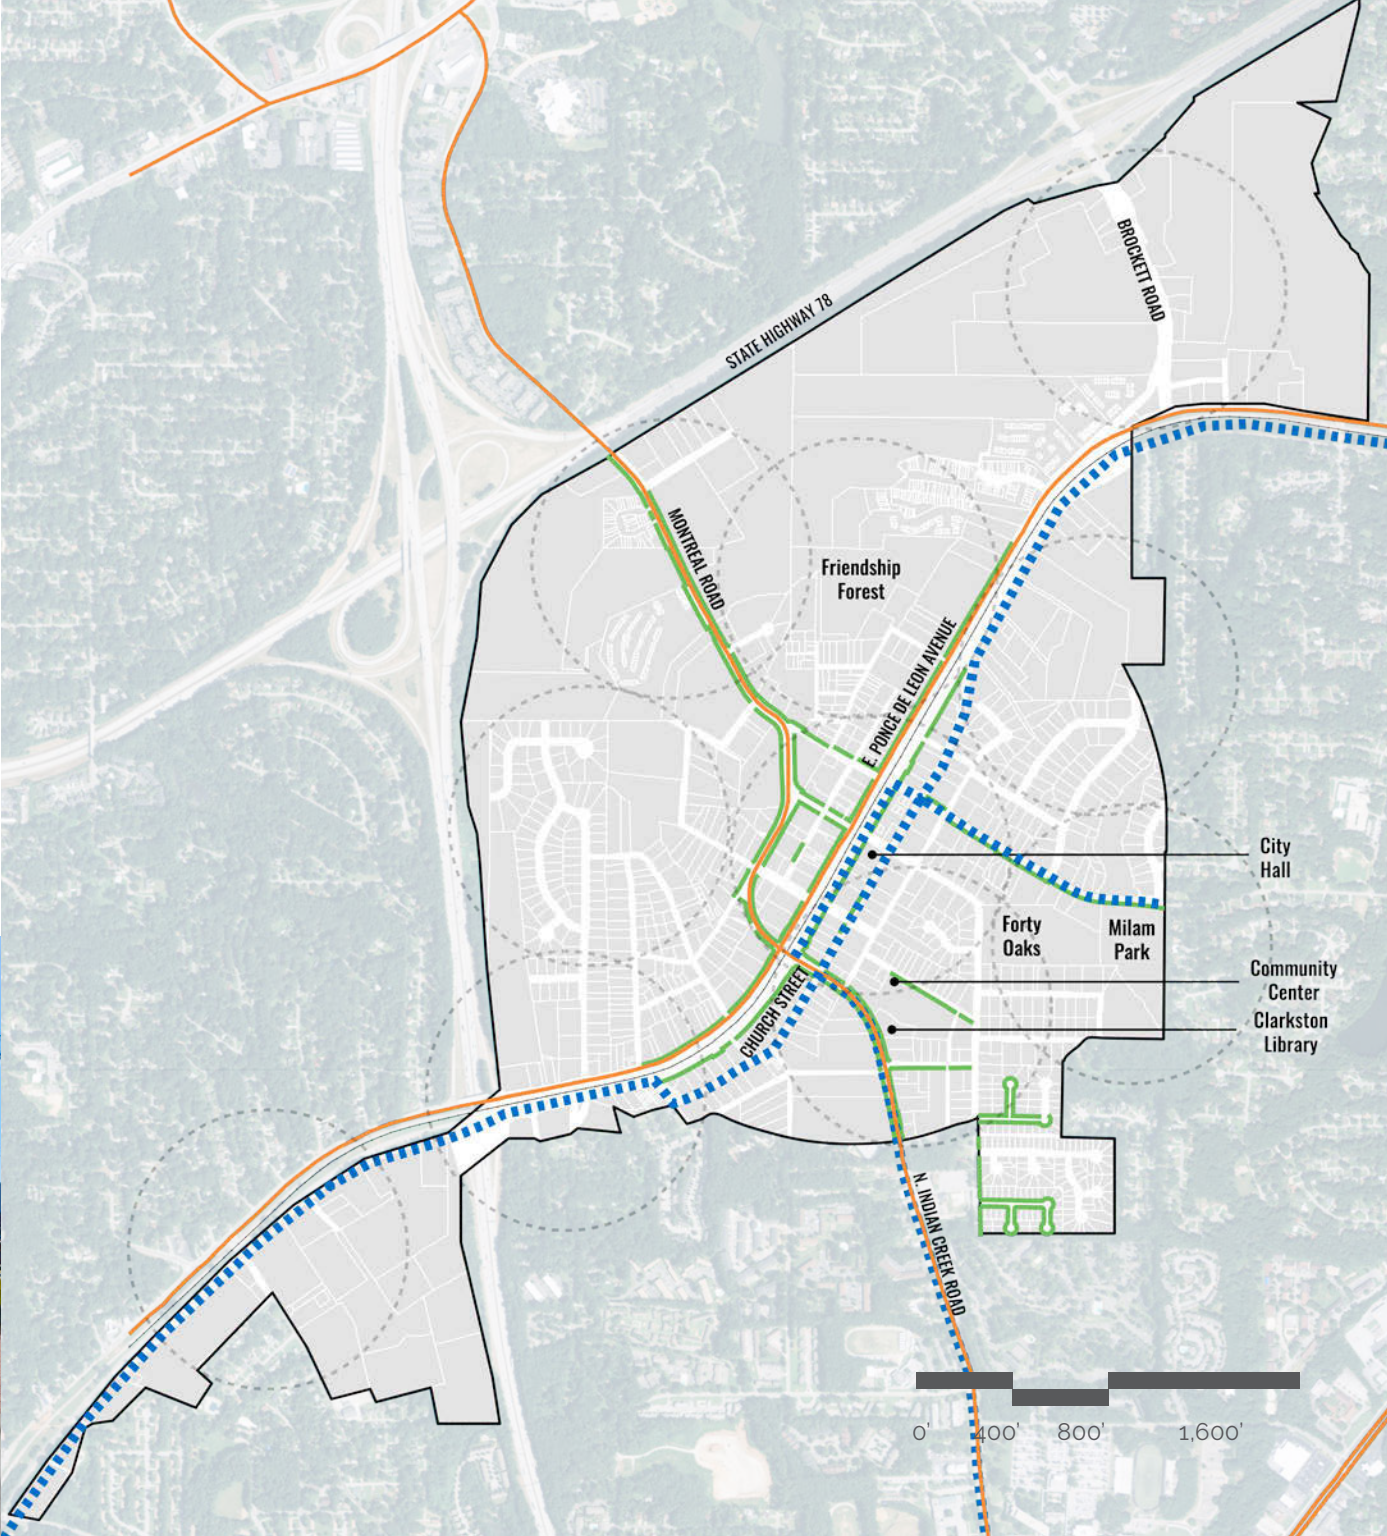 BROCKETT ROAD
STATE HIGHWAY 78
MONTREAL ROAD
Friendship
Forest
E. PONCE DE LEON AVENUE
City
Hall
Forty
Oaks
Milam
Park
Community
Center
CHURCH STREET
Clarkston
Library
N. INDIAN CREEK ROAD
0' 400' 800' 1,600'